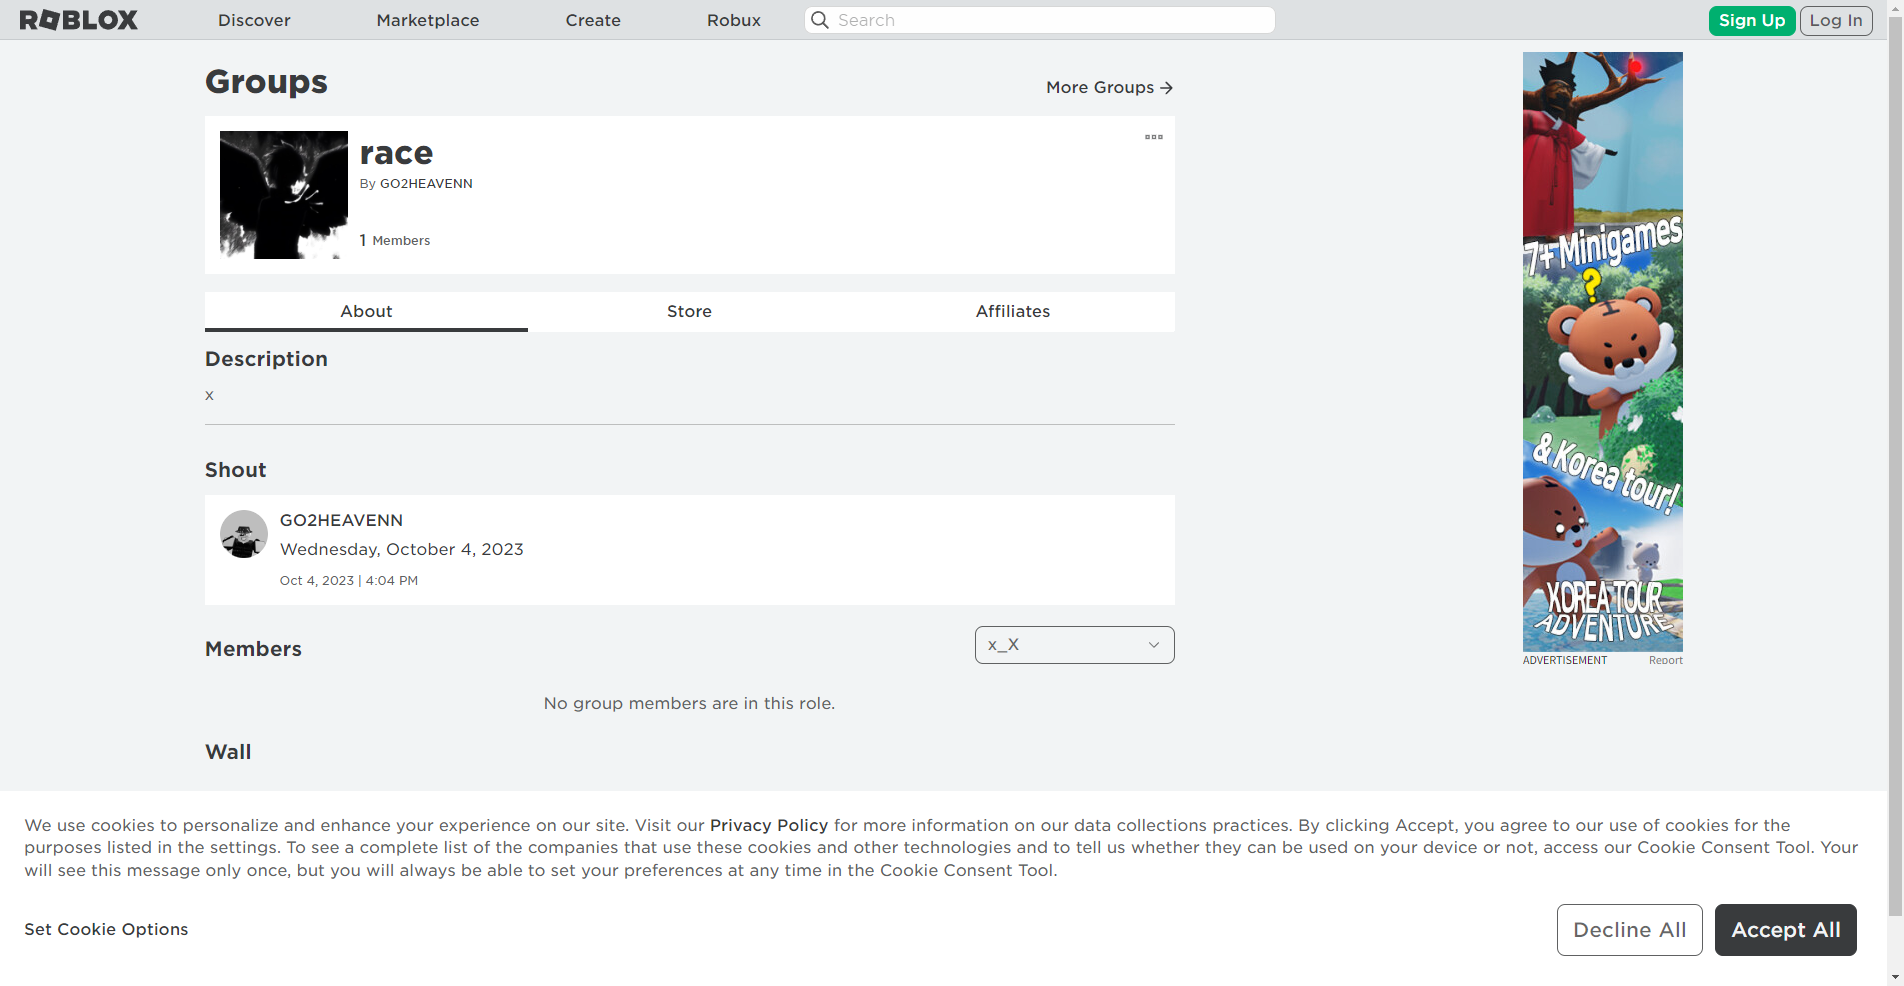 ROBLOX
Discover
Marketplace
Create
Robux
Search
Sign Up
Log In
Groups
More Groups
race
By GO2HEAVENN
1 Members
About
Store
Affiliates
Description
x
Shout
GO2HEAVENN
Wednesday, October 4, 2023
Oct 4, 2023 | 4:04 PM
Members
x_X
No group members are in this role.
Wall
7+ Minigames
?
& Korea tour!
KOREA TOUR
ADVENTURE
ADVERTISEMENT
Report
We use cookies to personalize and enhance your experience on our site. Visit our Privacy Policy for more information on our data collections practices. By clicking Accept, you agree to our use of cookies for the
purposes listed in the settings. To see a complete list of the companies that use these cookies and other technologies and to tell us whether they can be used on your device or not, access our Cookie Consent Tool. Your
will see this message only once, but you will always be able to set your preferences at any time in the Cookie Consent Tool.
Set Cookie Options
Decline All
Accept All